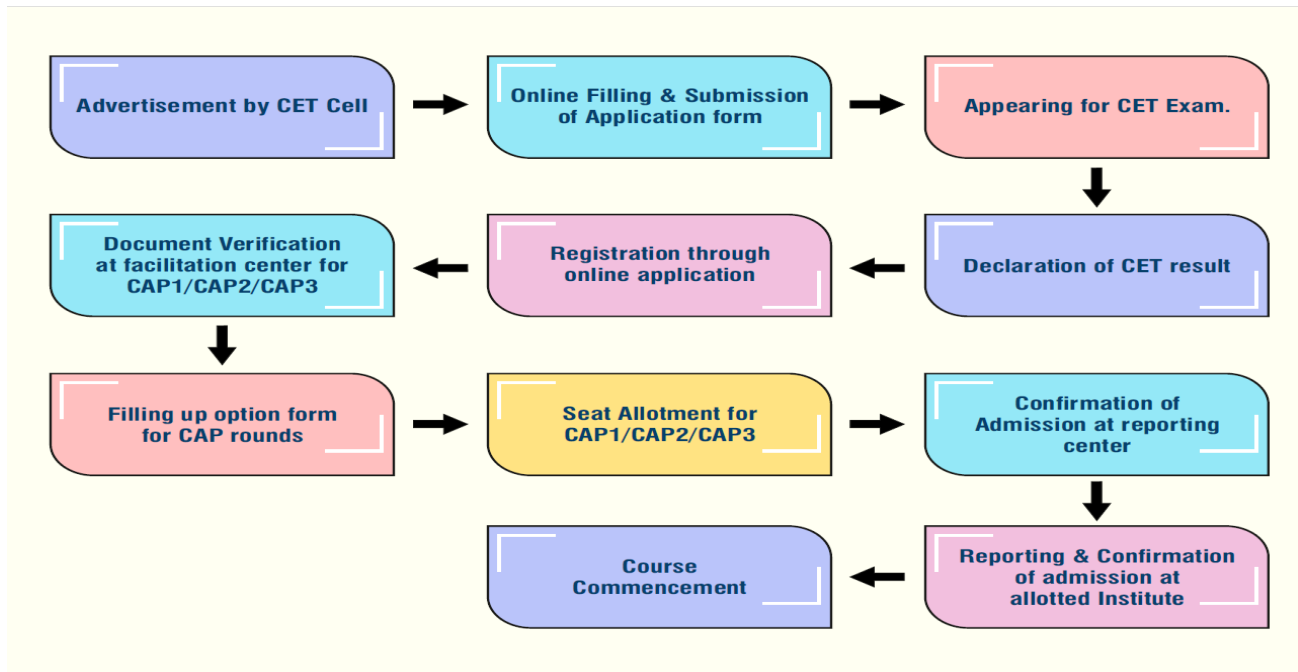 Advertisement by CET Cell
Online Filling & Submission
of Application form
Appearing for CET Exam.
Declaration of CET result
Registration through
online application
Document Verification
at facilitation center for
CAP1/CAP2/CAP3
Filling up option form
for CAP rounds
Seat Allotment for
CAP1/CAP2/CAP3
Confirmation of
Admission at reporting
center
Reporting & Confirmation
of admission at
allotted Institute
Course
Commencement